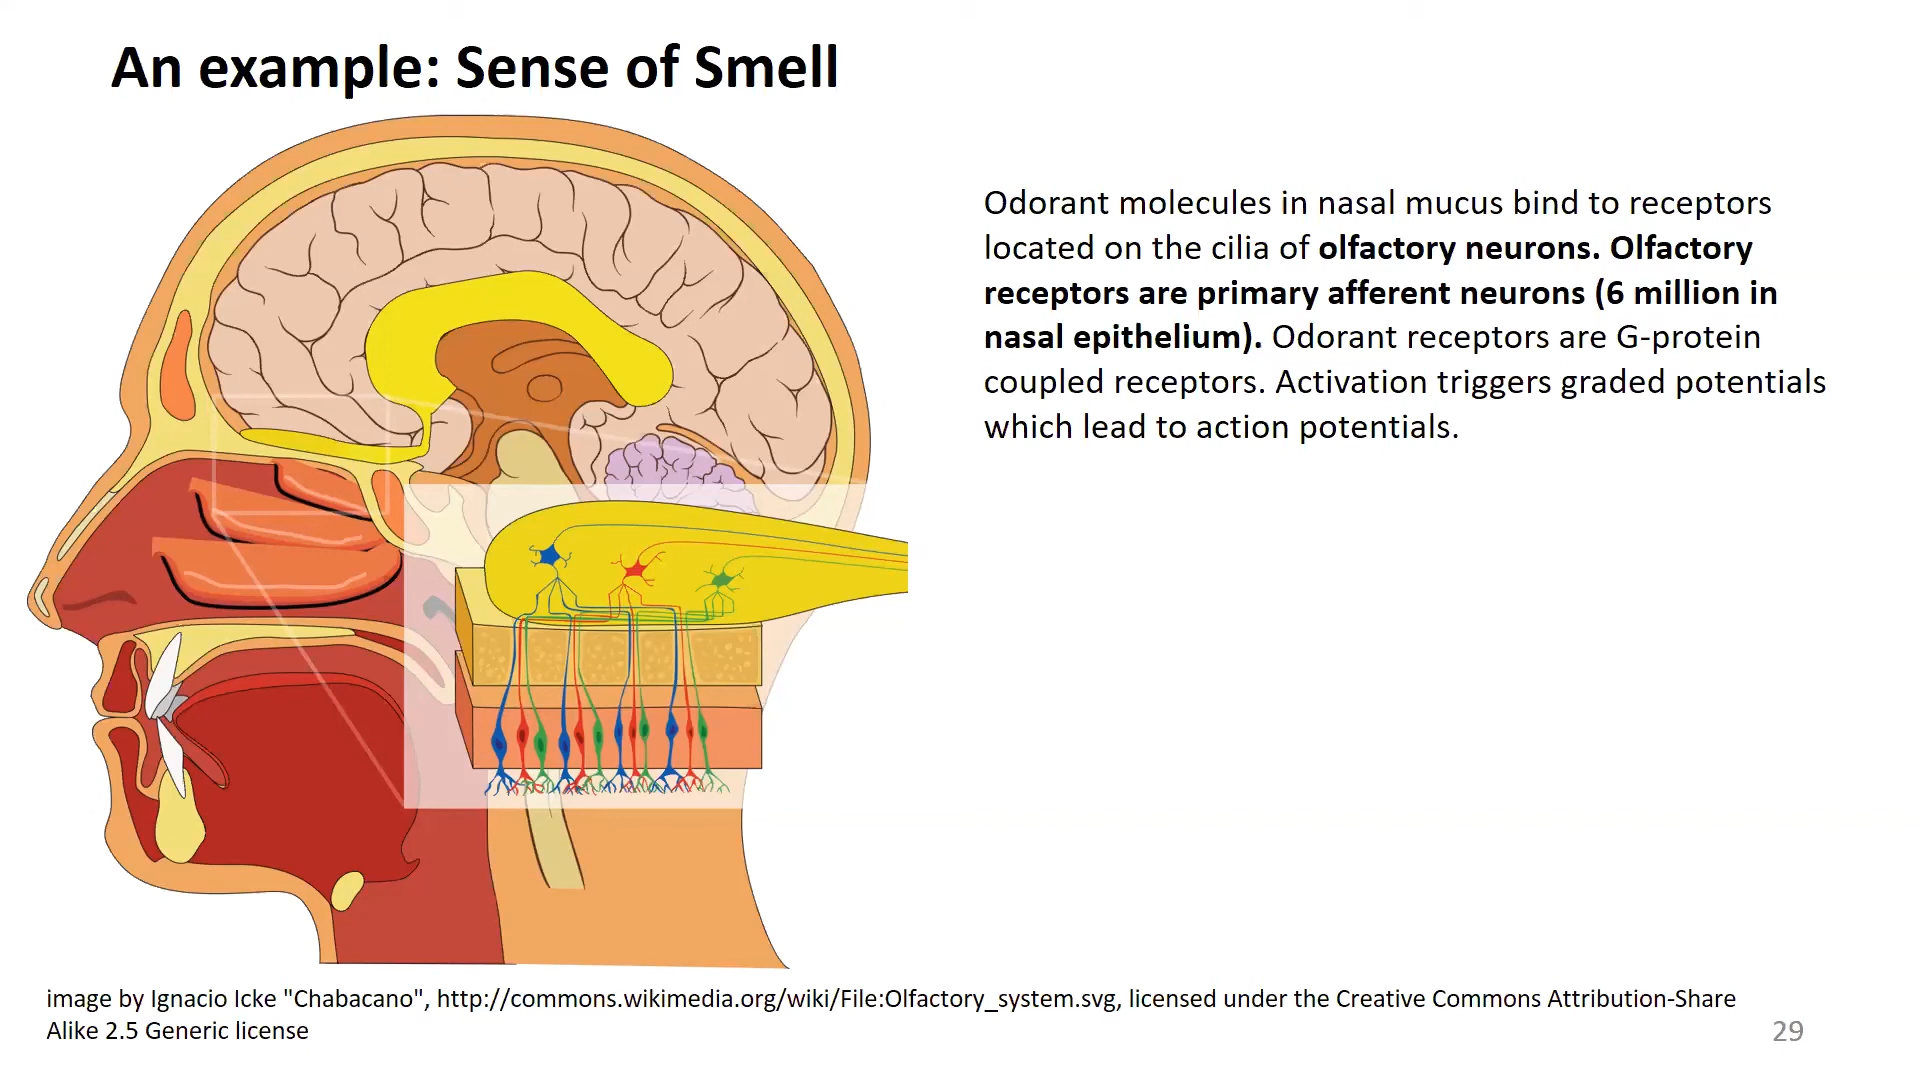 An example: Sense of Smell
Odorant molecules in nasal mucus bind to receptors
located on the cilia of olfactory neurons. Olfactory
receptors are primary afferent neurons (6 million in
nasal epithelium). Odorant receptors are G-protein
coupled receptors. Activation triggers graded potentials
which lead to action potentials.
image by Ignacio Icke "Chabacano", http://commons.wikimedia.org/wiki/File:Olfactory_system.svg, licensed under the Creative Commons Attribution-Share
Alike 2.5 Generic license
29